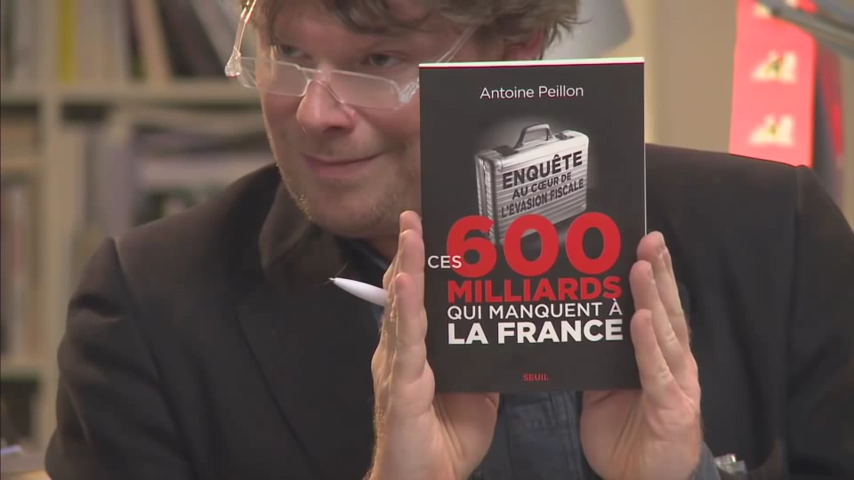 Antoine Peillon
ENQUÊTE
AU CŒUR DE
L'ÉVASION FISCALE
CES 600
MILLIARDS
QUI MANQUENT À
LA FRANCE
SEUIL